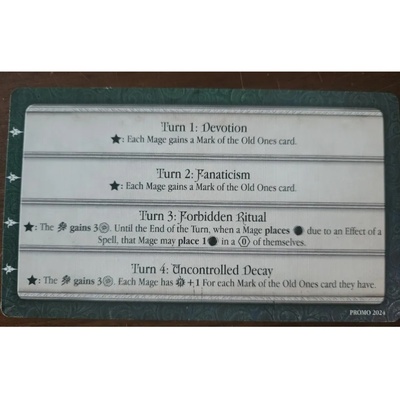 Turn 1: Devotion
★: Each Mage gains a Mark of the Old Ones card.
Turn 2: Fanaticism
★: Each Mage gains a Mark of the Old Ones card.
Turn 3: Forbidden Ritual
★: The gains 3. Until the End of the Turn, when a Mage places due to an Effect of a
Spell, that Mage may place 1 in a 0 of themselves.
Turn 4: Uncontrolled Decay
★: The gains 3. Each Mage has +1 For each Mark of the Old Ones card they have.
PROMO 2024